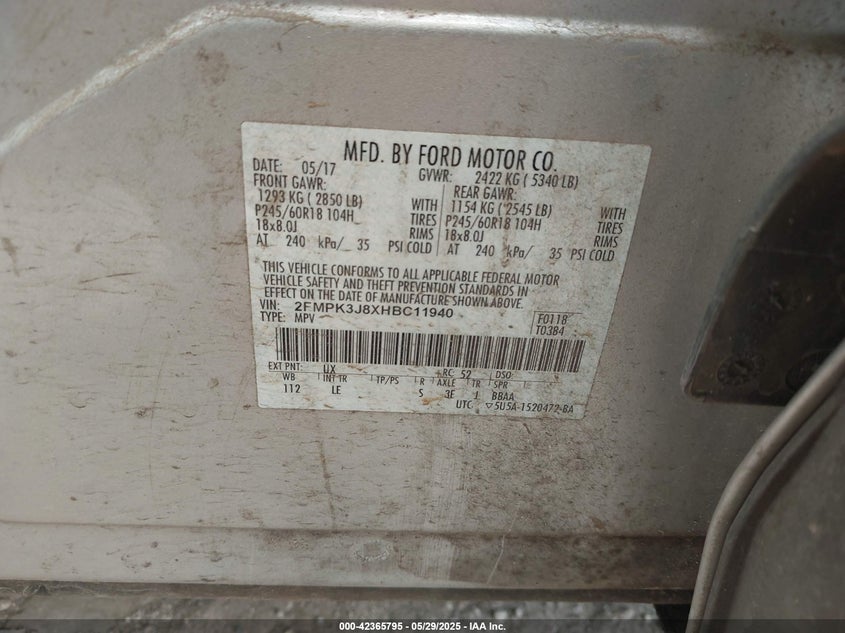 MFD. BY FORD MOTOR CO.
DATE: 05/17 GVWR: 2422 KG ( 5340 LB)
FRONT GAWR: REAR GAWR:
1293 KG ( 2850 LB) WITH 1154 KG ( 2545 LB) WITH
P245/60R18 104H TIRES P245/60R18 104H TIRES
18x8.0J RIMS 18x8.0J RIMS
AT 240 kPa/ 35 PSI COLD AT 240 kPa/ 35 PSI COLD
THIS VEHICLE CONFORMS TO ALL APPLICABLE FEDERAL MOTOR
VEHICLE SAFETY AND THEFT PREVENTION STANDARDS IN
EFFECT ON THE DATE OF MANUFACTURE SHOWN ABOVE.
VIN: 2FMPK3J8XHBC11940 F0118
TYPE: MPV T0384
EXT PNT: UX RC: 52 DSO:
WB INT TR TP/PS R AXLE TR SPR
112 LE S 3E J BBAA
UTC ▽5U5A-1520472-BA
000-42365795 - 05/29/2025 - IAA Inc.